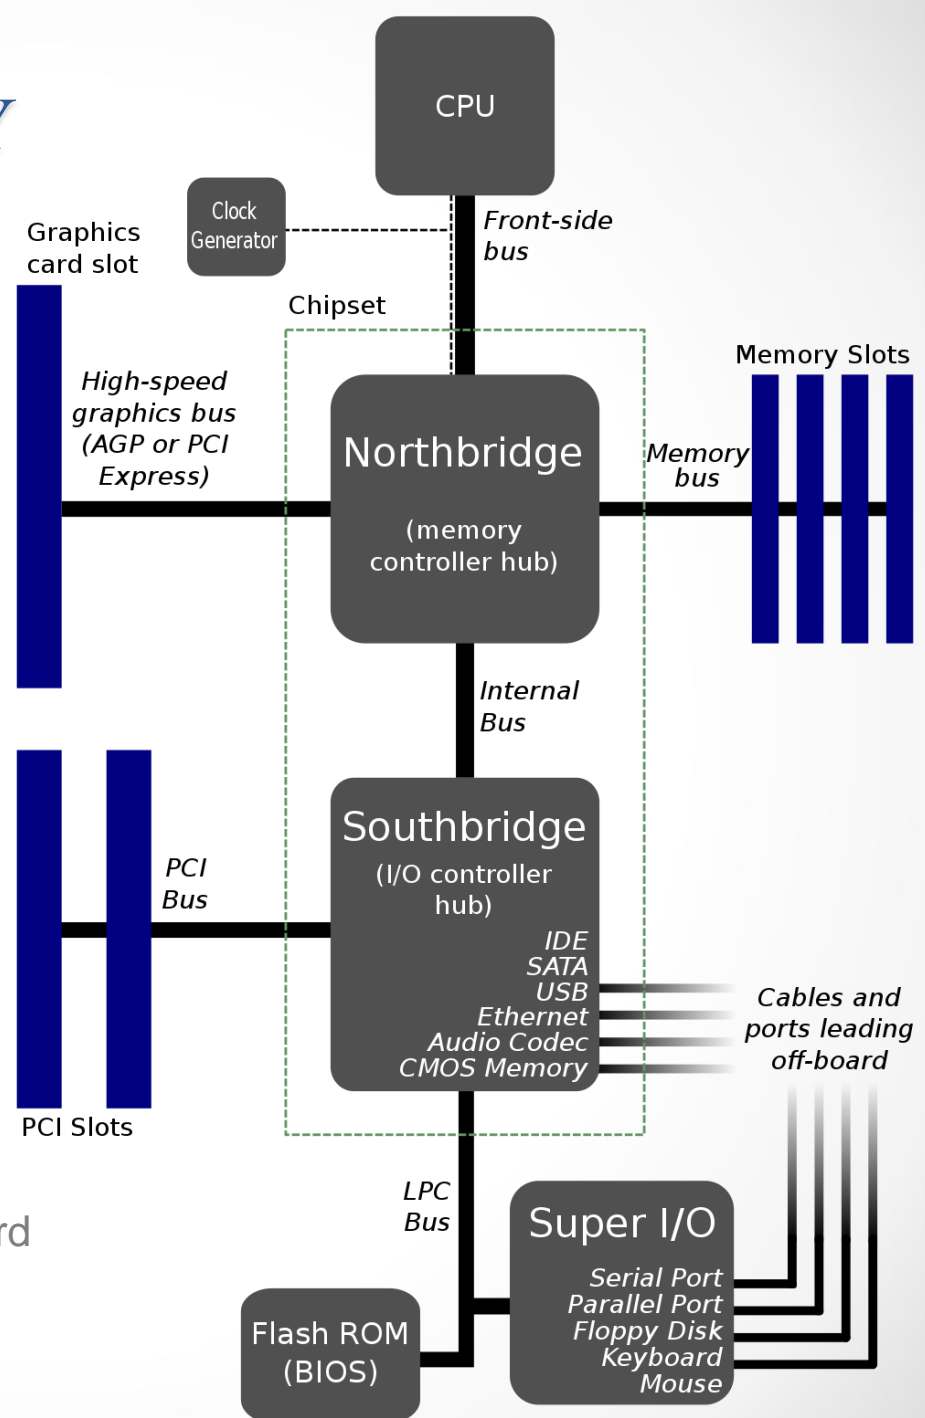 Y
CPU
Clock
Generator
Front-side
bus
Graphics
card slot
Chipset
High-speed
graphics bus
(AGP or PCI
Express)
Northbridge
(memory
controller hub)
Memory Slots
Memory
bus
Internal
Bus
Southbridge
(I/O controller
hub)
IDE
SATA
USB
Ethernet
Audio Codec
CMOS Memory
PCI
Bus
PCI Slots
Cables and
ports leading
off-board
LPC
Bus
rd
Super I/O
Serial Port
Parallel Port
Floppy Disk
Keyboard
Mouse
Flash ROM
(BIOS)